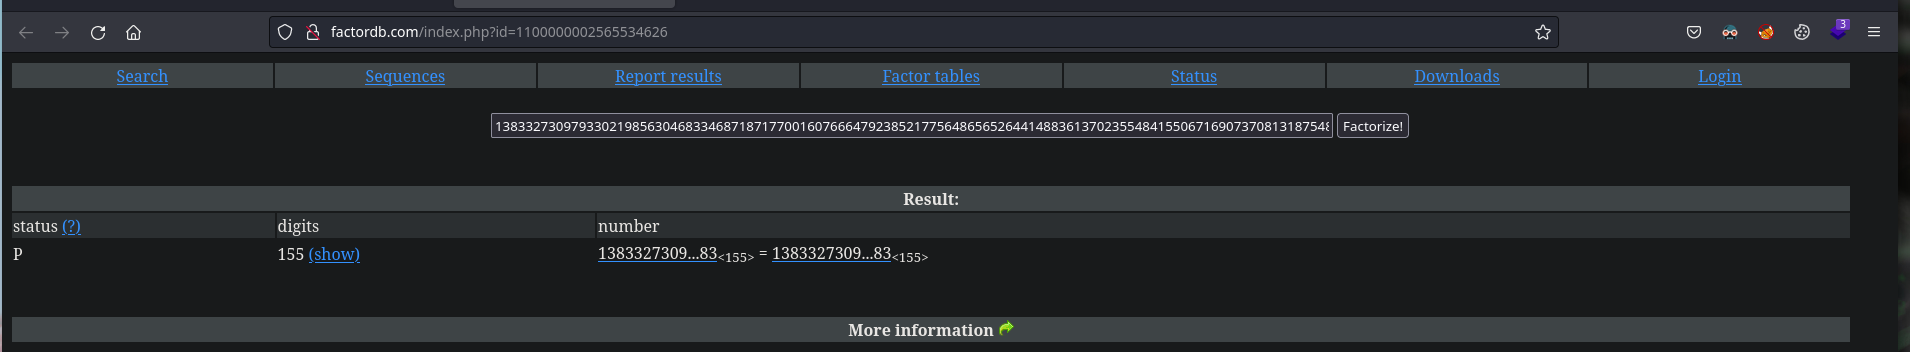 factordb.com/index.php?id=1100000002565534626
3
Search Sequences Report results Factor tables Status Downloads Login
13833273097933021985630468334687187177001607666479238521775648656526441488361370235548415506716907370813187548 Factorize!
Result:
status (?) digits number
P 155 (show) 1383327309...83<155> = 1383327309...83<155>
More information